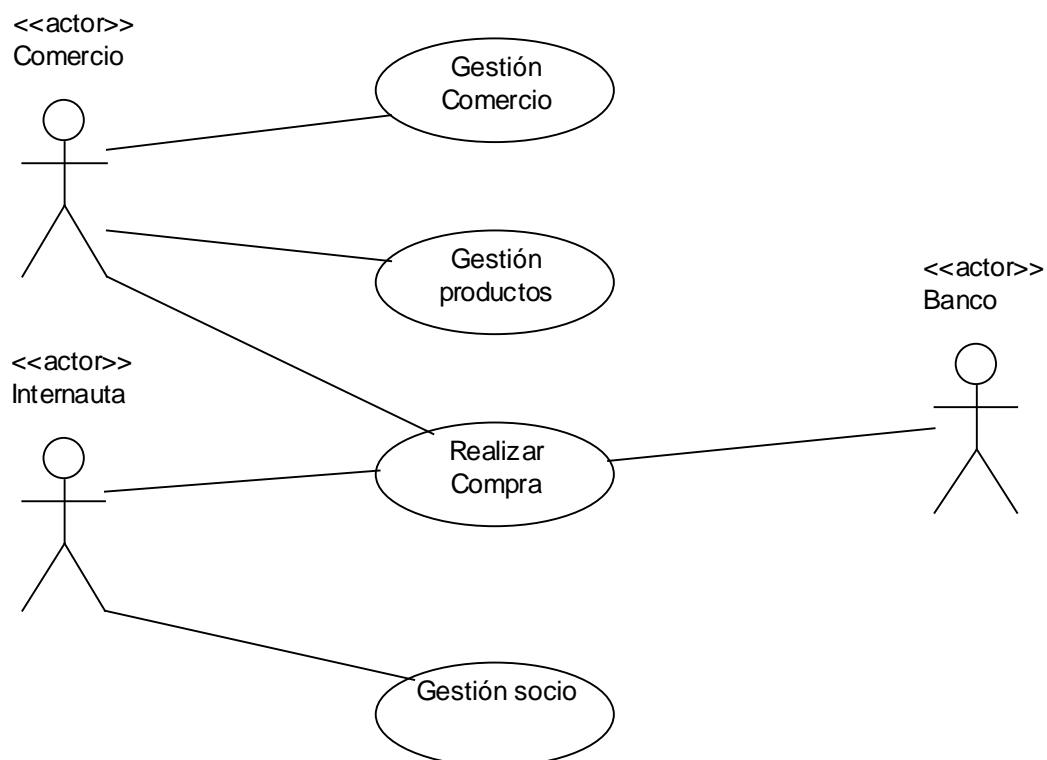 <<actor>>
Comercio
Gestión
Comercio
Gestión
productos
<<actor>>
Banco
<<actor>>
Internauta
Realizar
Compra
Gestión socio